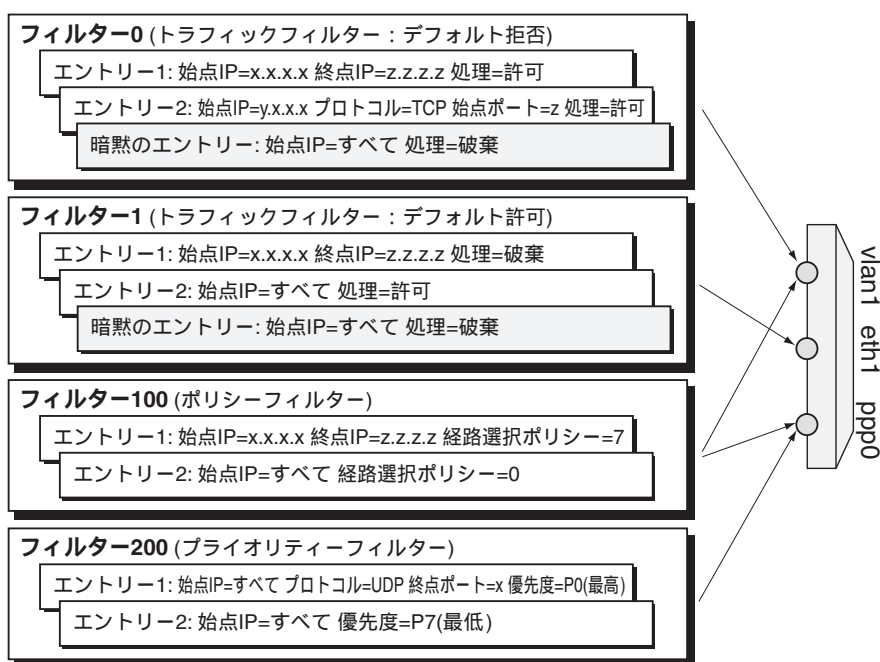 フィルター0 (トラフィックフィルター：デフォルト拒否)
エントリー1: 始点IP=x.x.x.x 終点IP=z.z.z.z 処理=許可
エントリー2: 始点IP=y.x.x.x プロトコル=TCP 始点ポート=z 処理=許可
暗黙のエントリー: 始点IP=すべて 処理=破棄
フィルター1 (トラフィックフィルター：デフォルト許可)
エントリー1: 始点IP=x.x.x.x 終点IP=z.z.z.z 処理=破棄
エントリー2: 始点IP=すべて 処理=許可
暗黙のエントリー: 始点IP=すべて 処理=破棄
フィルター100 (ポリシーフィルター)
エントリー1: 始点IP=x.x.x.x 終点IP=z.z.z.z 経路選択ポリシー=7
エントリー2: 始点IP=すべて 経路選択ポリシー=0
フィルター200 (プライオリティーフィルター)
エントリー1: 始点IP=すべて プロトコル=UDP 終点ポート=x 優先度=P0(最高)
エントリー2: 始点IP=すべて 優先度=P7(最低)
vlan1 eth1 ppp0